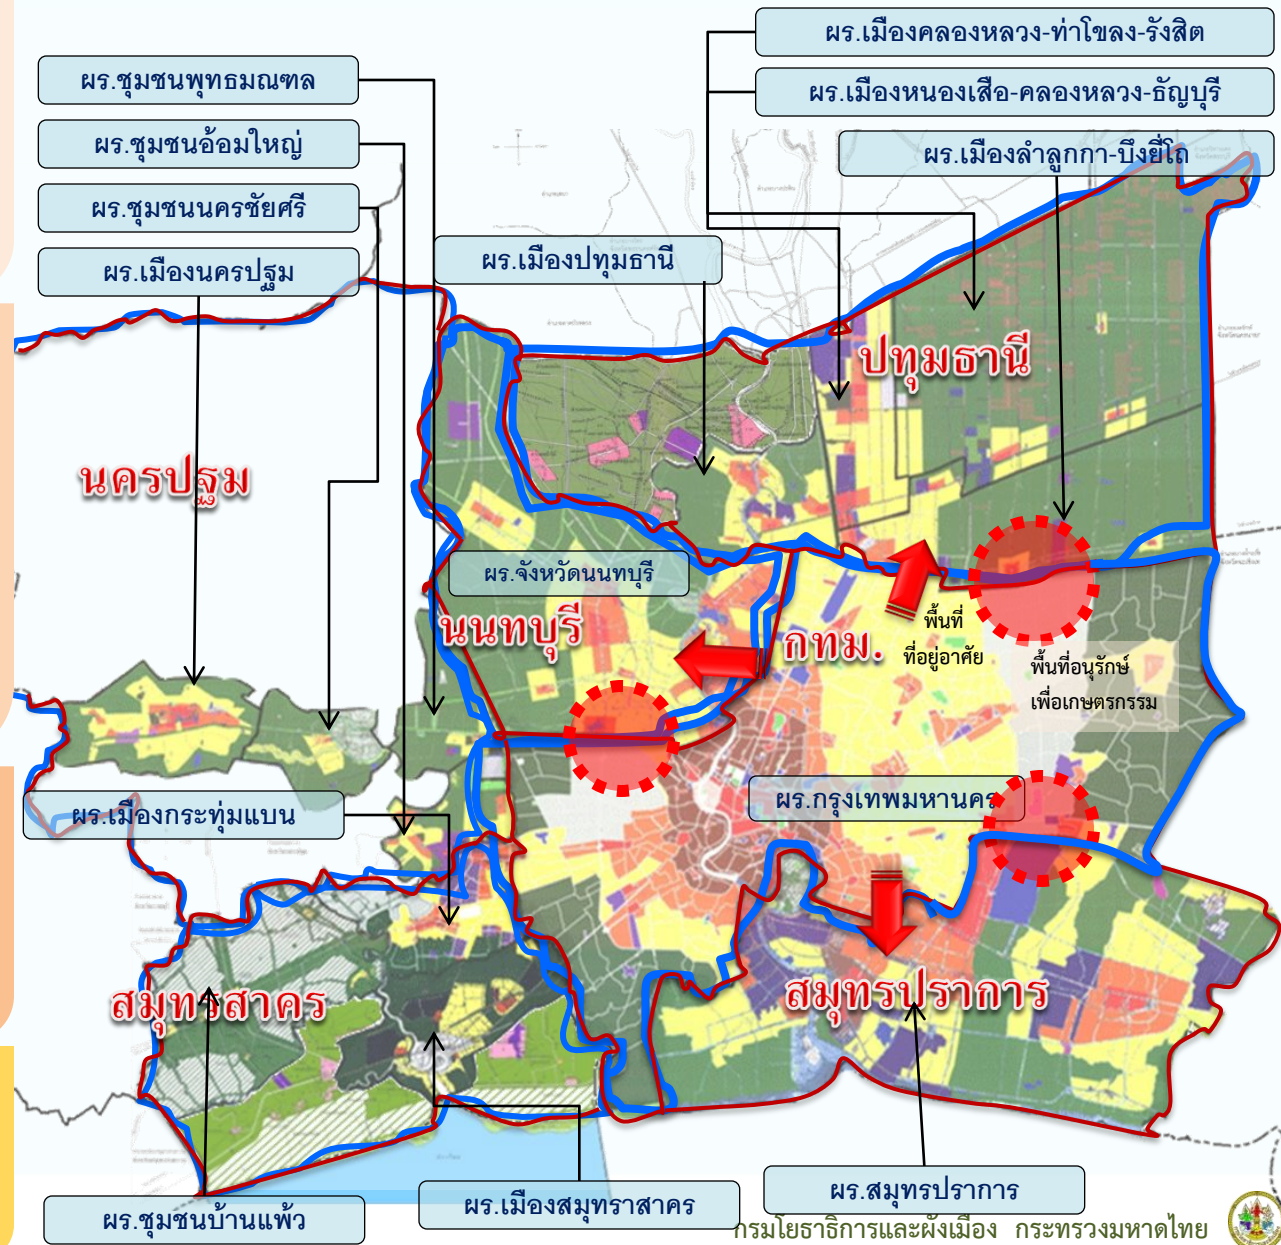 ผร.เมืองคลองหลวง-ท่าโขลง-รังสิต
ผร.ชุมชนพุทธมณฑล
ผร.เมืองหนองเสือ-คลองหลวง-ธัญบุรี
ผร.ชุมชนอ้อมใหญ่
ผร.เมืองลำลูกกา-บึงยี่โถ
ผร.ชุมชนนครชัยศรี
ผร.เมืองปทุมธานี
ผร.เมืองนครปฐม
ปทุมธานี
นครปฐม
ผร.จังหวัดนนทบุรี
นนทบุรี
กทม.
พื้นที่
ที่อยู่อาศัย
พื้นที่อนุรักษ์
เพื่อเกษตรกรรม
ผร.กรุงเทพมหานคร
ผร.เมืองกระทุ่มแบน
สมุทรสาคร
สมุทรปราการ
ผร.สมุทรปราการ
ผร.เมืองสมุทราสาคร
ผร.ชุมชนบ้านแพ้ว
กรมโยธาธิการและผังเมือง กระทรวงมหาดไทย